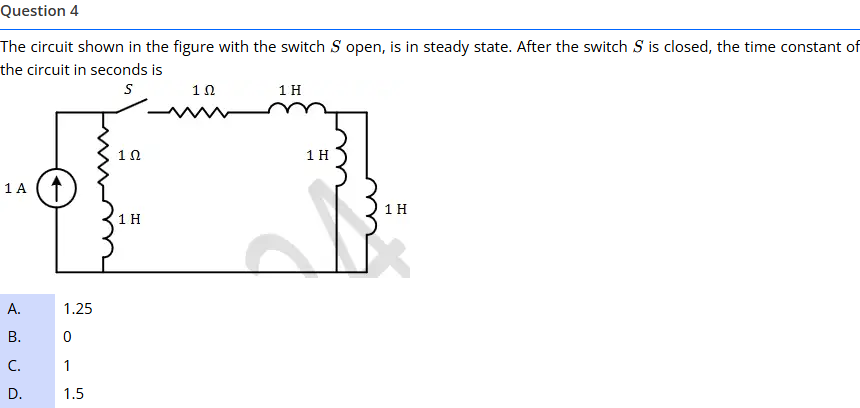 Question 4
The circuit shown in the figure with the switch S open, is in steady state. After the switch S is closed, the time constant of
the circuit in seconds is
S 1 Ω 1 H
1 Ω 1 H
1 A
1 H 1 H
24
A. 1.25
B. 0
C. 1
D. 1.5